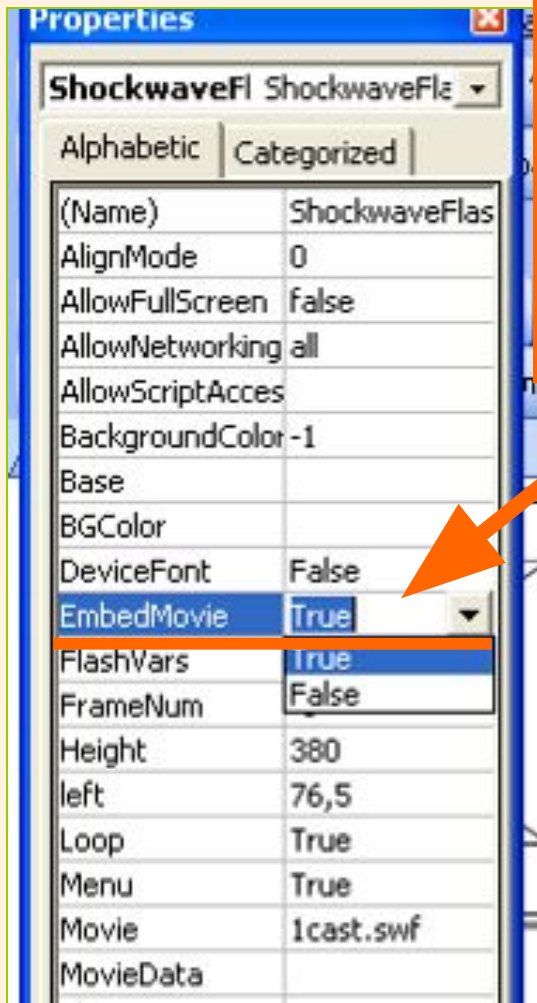 Properties
ShockwaveFl ShockwaveFla
Alphabetic Categorized
(Name) ShockwaveFlas
AlignMode 0
AllowFullScreen false
AllowNetworking all
AllowScriptAcces
BackgroundColor -1
Base
BGColor
DeviceFont False
EmbedMovie True
FlashVars True
FrameNum False
Height 380
left 76,5
Loop True
Menu True
Movie 1cast.swf
MovieData